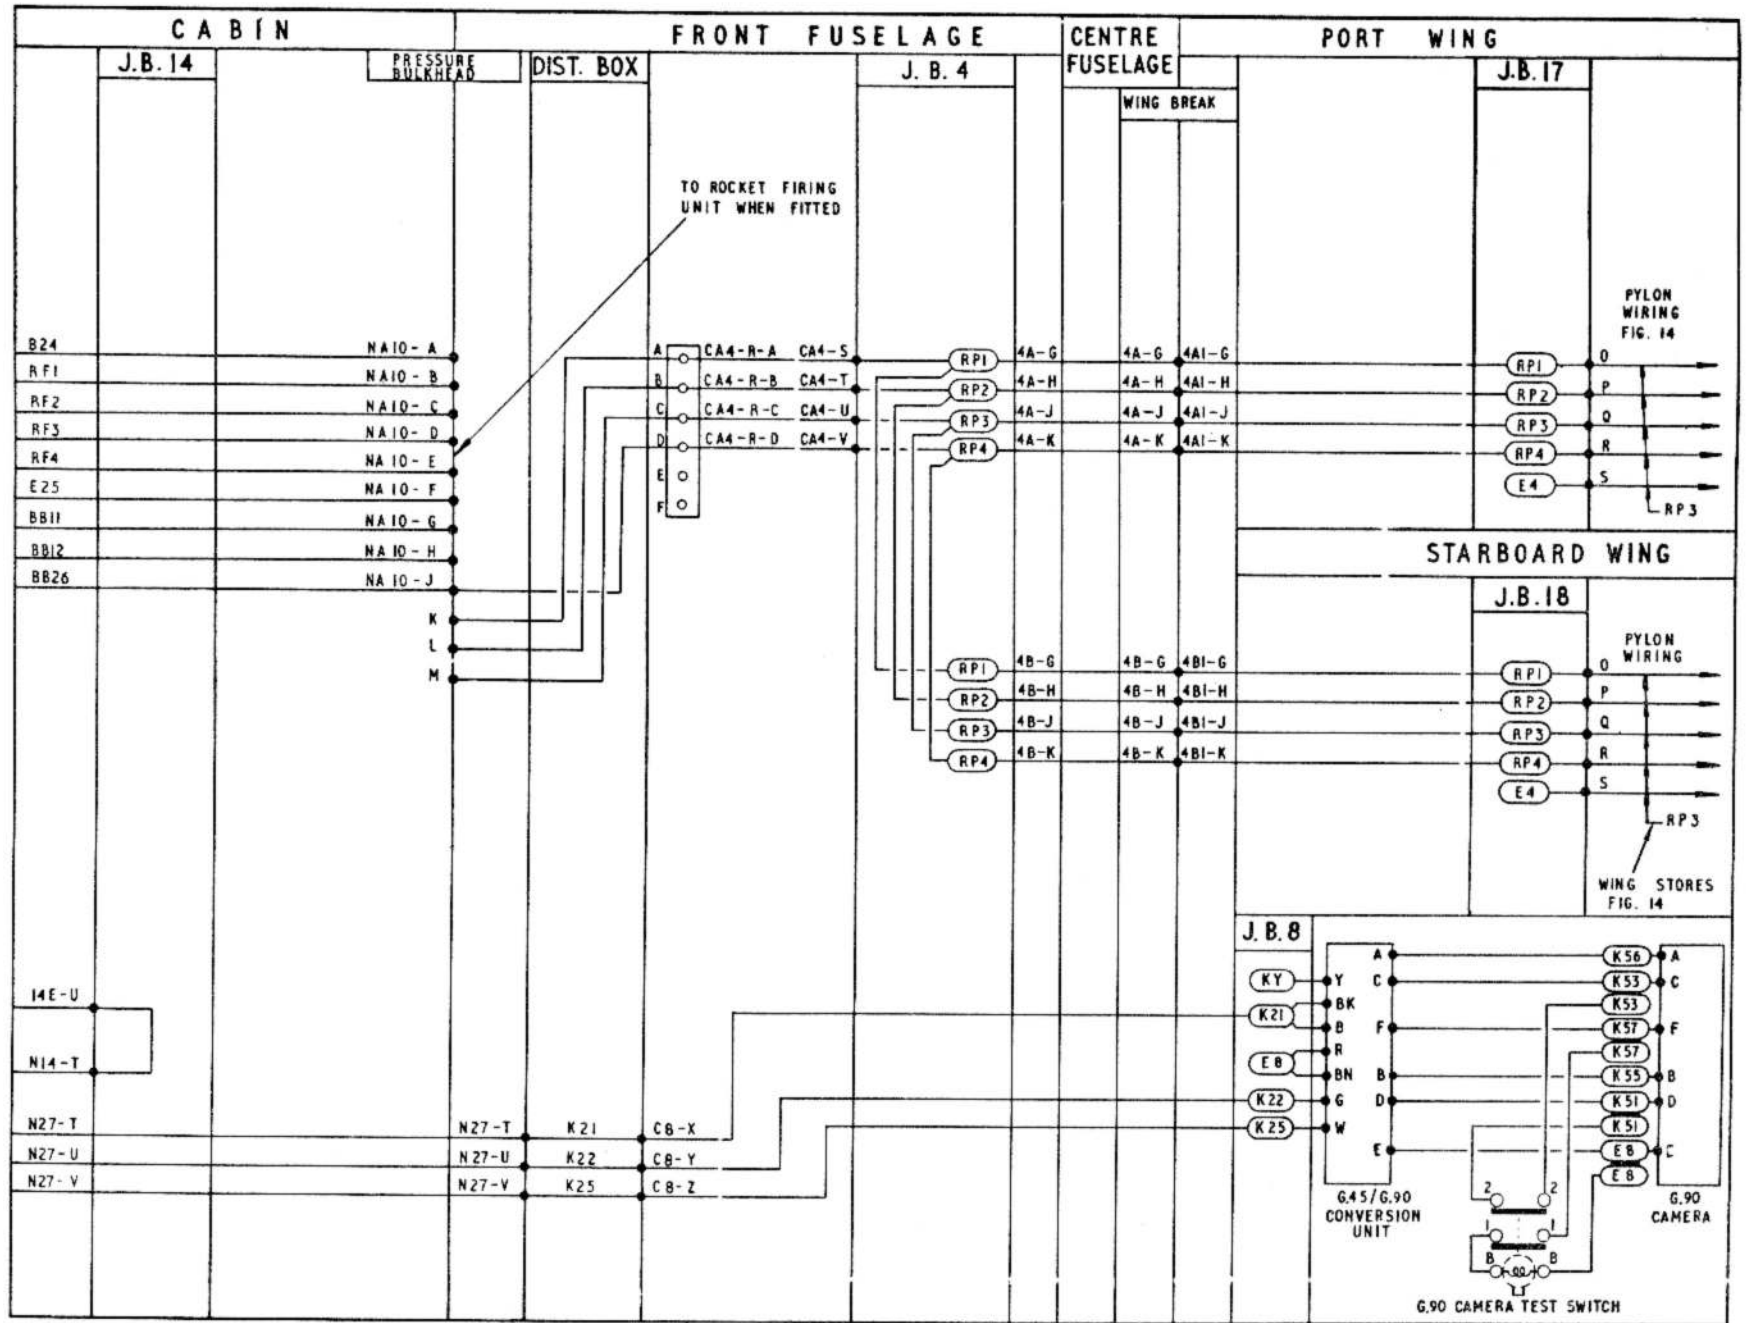 CABIN
FRONT FUSELAGE
CENTRE FUSELAGE
PORT WING
J.B.14
PRESSURE
BULKHEAD
DIST. BOX
J.B.4
WING BREAK
J.B.17
TO ROCKET FIRING
UNIT WHEN FITTED
PYLON
WIRING
FIG. 14
B24 NA10-A
RF1 NA10-B
RF2 NA10-C
RF3 NA10-D
RF4 NA10-E
E25 NA10-F
BB11 NA10-G
BB12 NA10-H
BB26 NA10-J
K
L
M
A CA4-R-A CA4-S RP1 4A-G 4A-G 4A1-G RP1 O
B CA4-R-B CA4-T RP2 4A-H 4A-H 4A1-H RP2 P
C CA4-R-C CA4-U RP3 4A-J 4A-J 4A1-J RP3 Q
D CA4-R-D CA4-V RP4 4A-K 4A-K 4A1-K RP4 R
E
F
E4 S
RP3
STARBOARD WING
J.B.18
PYLON
WIRING
RP1 4B-G 4B-G 4B1-G RP1 O
RP2 4B-H 4B-H 4B1-H RP2 P
RP3 4B-J 4B-J 4B1-J RP3 Q
RP4 4B-K 4B-K 4B1-K RP4 R
E4 S
RP3
WING STORES
FIG. 14
J.B.8
14E-U
N14-T
N27-T N27-T K21 C8-X
N27-U N27-U K22 C8-Y
N27-V N27-V K25 C8-Z
KY Y
K21 BK
B
E8 R
BN
K22 G
K25 W
A K56 A
C K53 C
K53
F K57 F
K57
B K55 B
D K51 D
K51
E E8
E8
G.45/G.90
CONVERSION
UNIT
G.90
CAMERA
2 2
1 1
B B
G.90 CAMERA TEST SWITCH